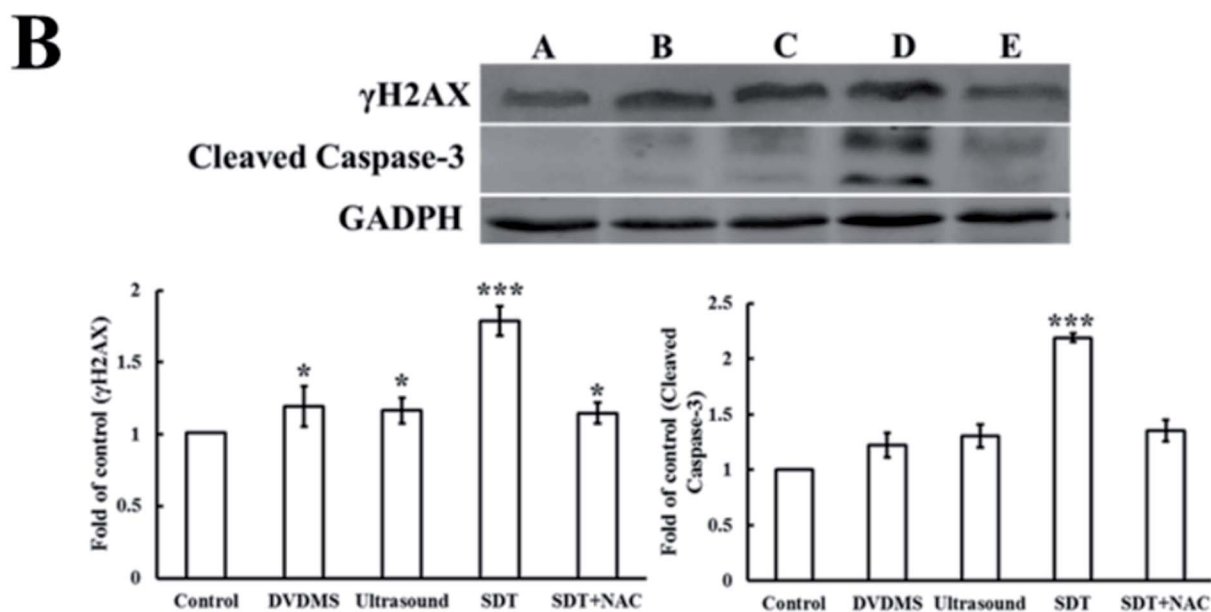 B
A B C D E
γH2AX
Cleaved Caspase-3
GADPH
Fold of control (γH2AX)
2
1.5
1
0.5
0
*
*
***
*
Control DVDMS Ultrasound SDT SDT+NAC
Fold of control (Cleaved
Caspase-3)
2.5
2
1.5
1
0.5
0
***
Control DVDMS Ultrasound SDT SDT+NAC